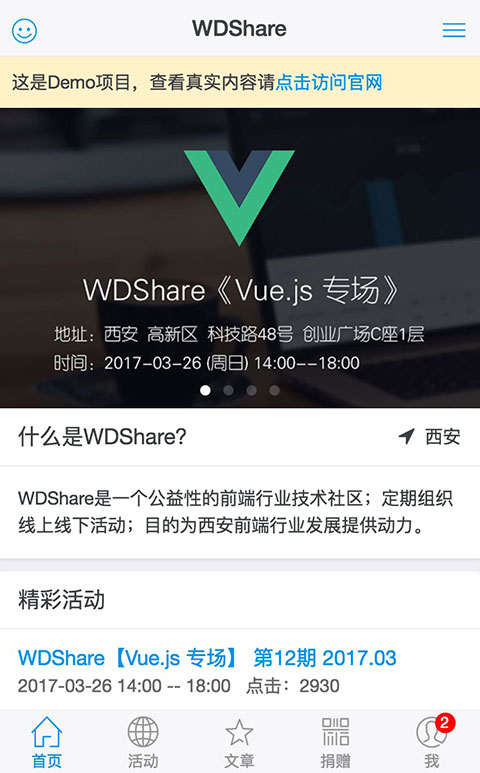 WDShare
这是Demo项目，查看真实内容请点击访问官网
WDShare《Vue.js 专场》
地址：西安 高新区 科技路48号 创业广场C座1层
时间：2017-03-26 (周日) 14:00--18:00
什么是WDShare?
西安
WDShare是一个公益性的前端行业技术社区；定期组织
线上线下活动；目的为西安前端行业发展提供动力。
精彩活动
WDShare【Vue.js 专场】 第12期 2017.03
2017-03-26 14:00 -- 18:00 点击：2930
2
首页 活动 文章 捐赠 我